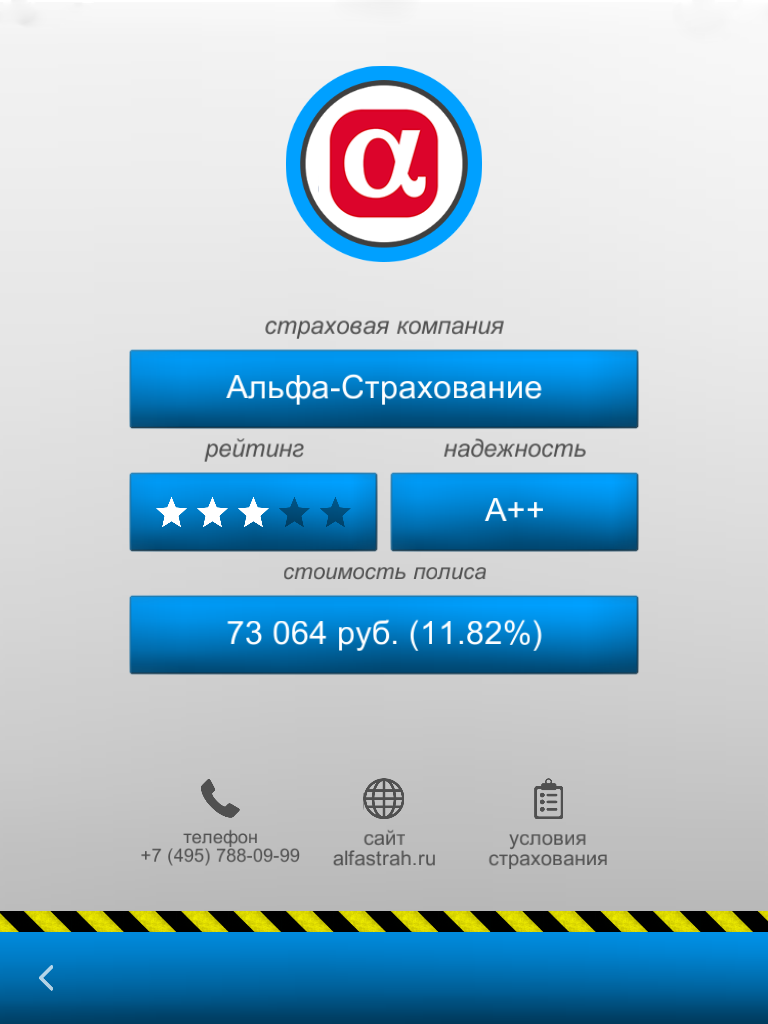 α
страховая компания
Альфа-Страхование
рейтинг надежность
A++
стоимость полиса
73 064 руб. (11.82%)
телефон сайт условия
+7 (495) 788-09-99 alfastrah.ru страхования